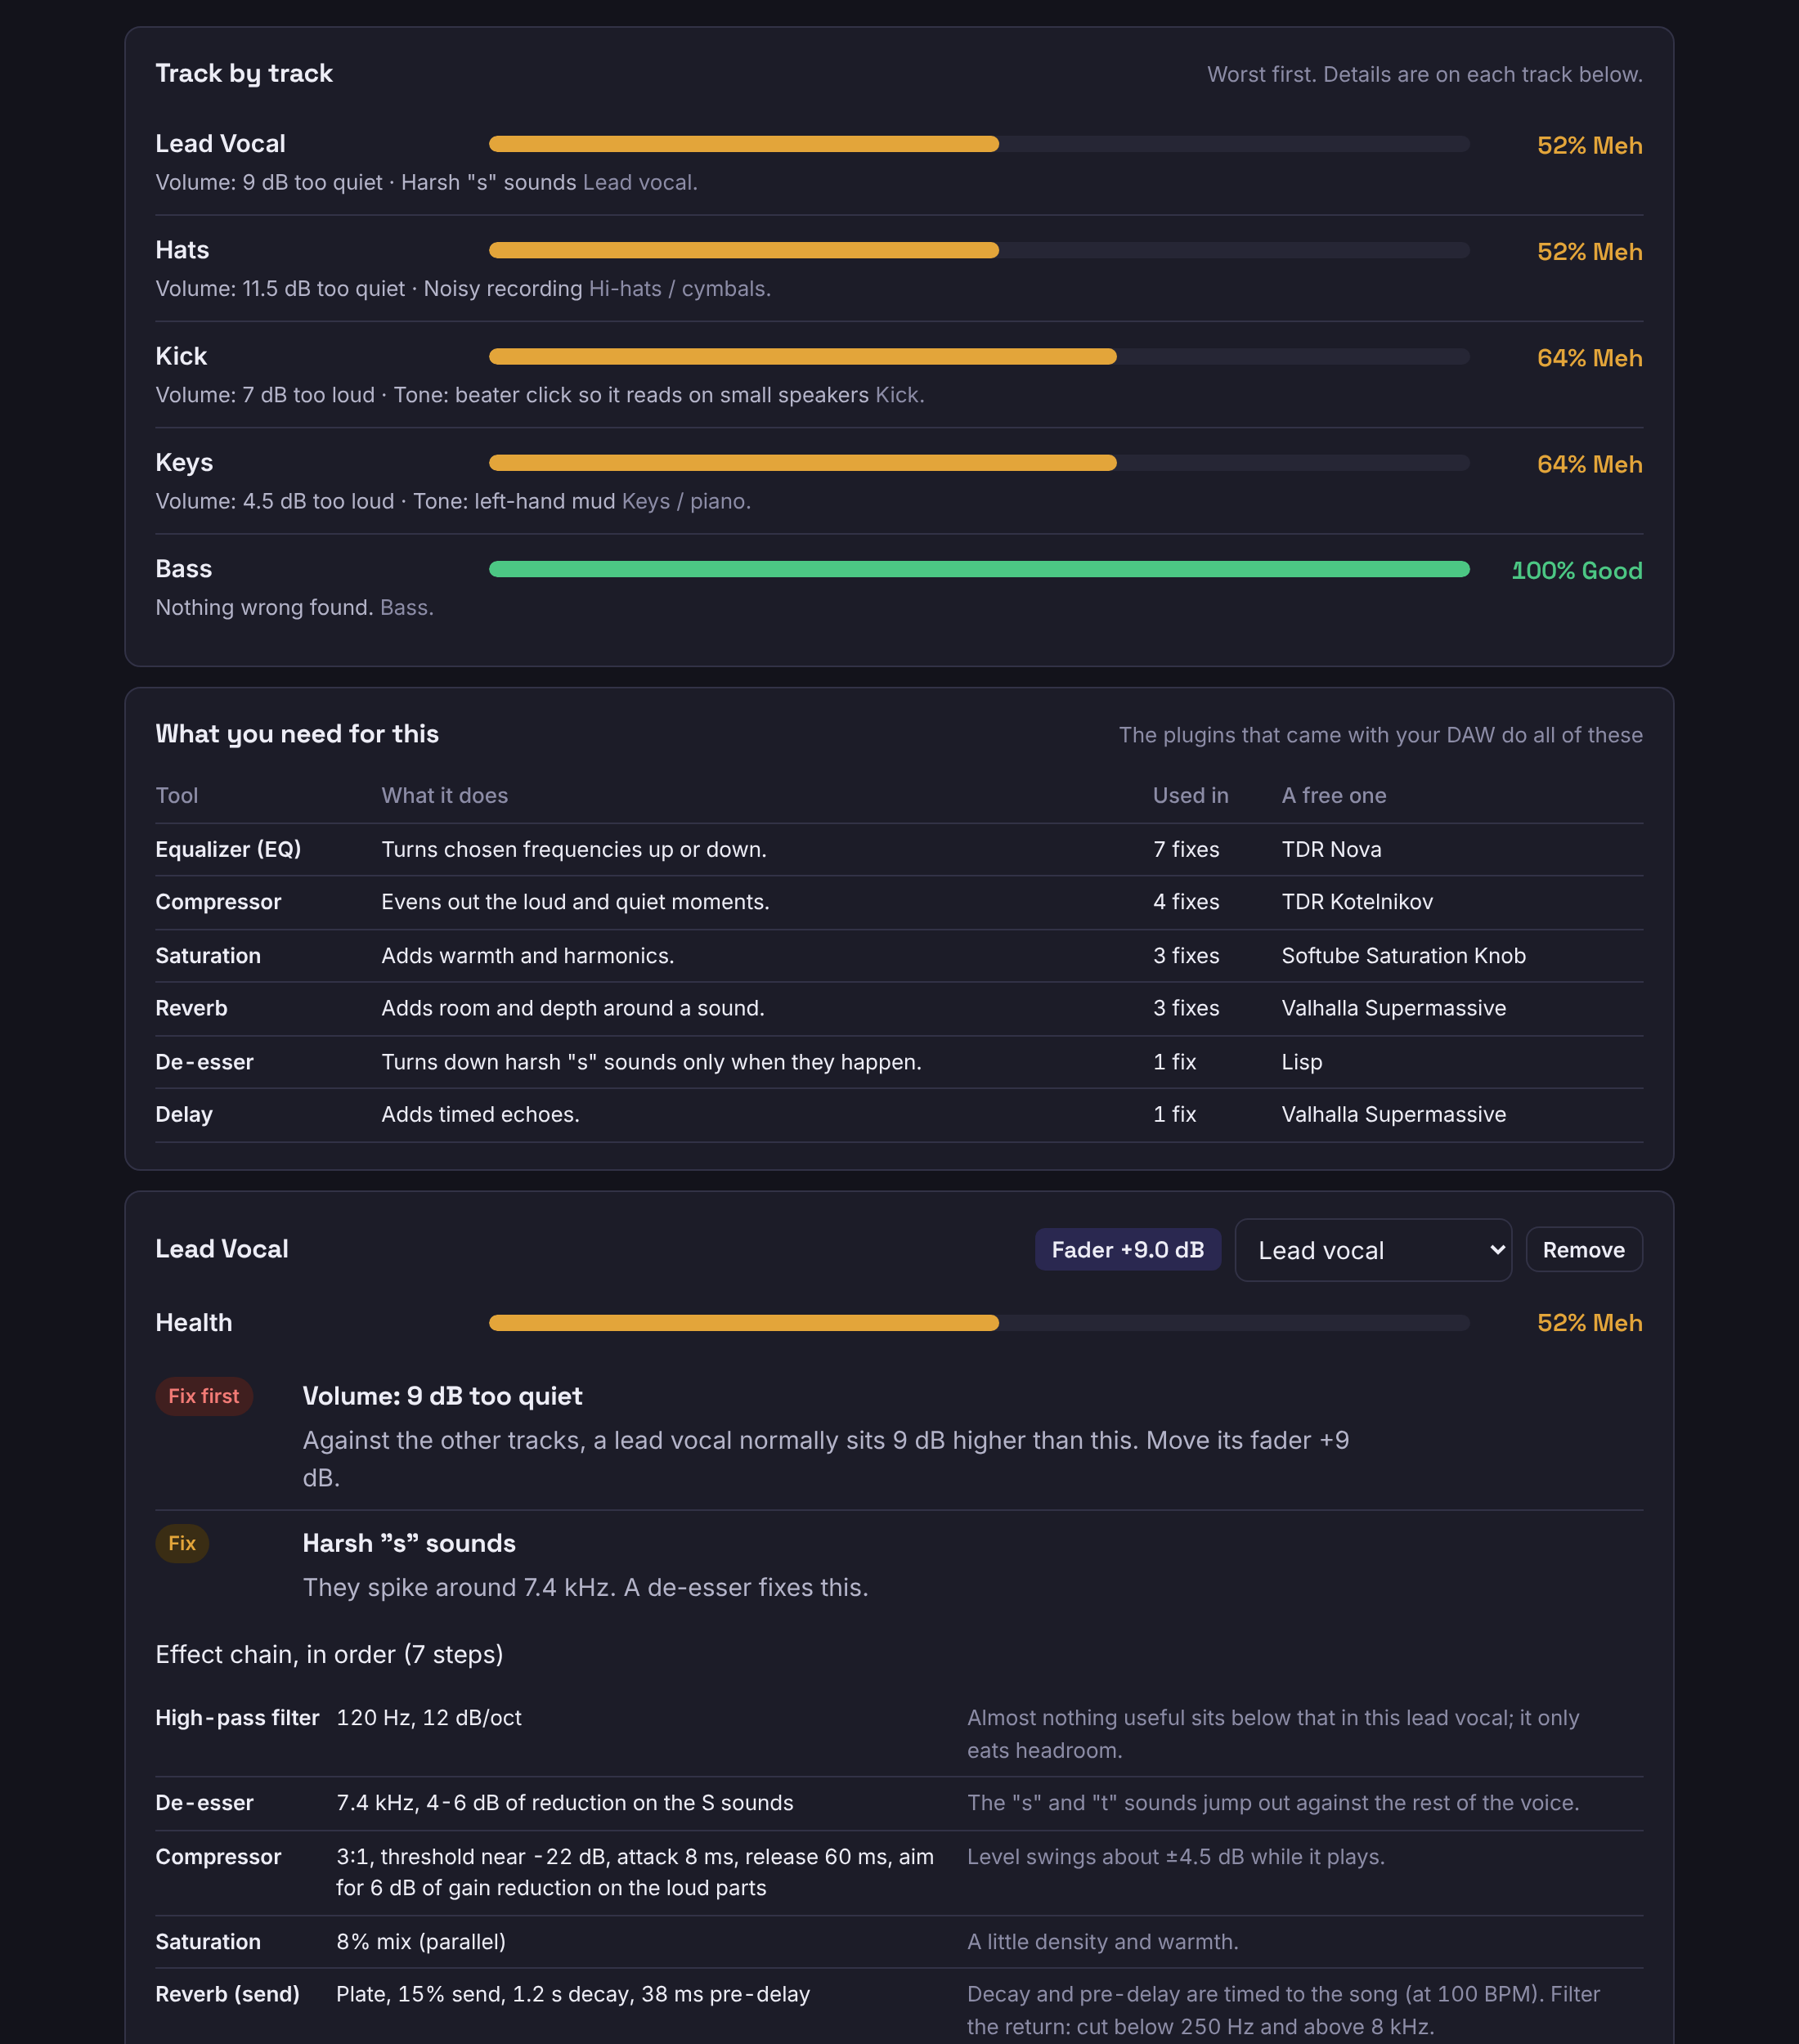 Track by track
Worst first. Details are on each track below.
Lead Vocal
52% Meh
Volume: 9 dB too quiet · Harsh "s" sounds Lead vocal.
Hats
52% Meh
Volume: 11.5 dB too quiet · Noisy recording Hi-hats / cymbals.
Kick
64% Meh
Volume: 7 dB too loud · Tone: beater click so it reads on small speakers Kick.
Keys
64% Meh
Volume: 4.5 dB too loud · Tone: left-hand mud Keys / piano.
Bass
100% Good
Nothing wrong found. Bass.
What you need for this
The plugins that came with your DAW do all of these
Tool What it does Used in A free one
Equalizer (EQ) Turns chosen frequencies up or down. 7 fixes TDR Nova
Compressor Evens out the loud and quiet moments. 4 fixes TDR Kotelnikov
Saturation Adds warmth and harmonics. 3 fixes Softube Saturation Knob
Reverb Adds room and depth around a sound. 3 fixes Valhalla Supermassive
De-esser Turns down harsh "s" sounds only when they happen. 1 fix Lisp
Delay Adds timed echoes. 1 fix Valhalla Supermassive
Lead Vocal
Fader +9.0 dB
Lead vocal
Remove
Health
52% Meh
Fix first
Volume: 9 dB too quiet
Against the other tracks, a lead vocal normally sits 9 dB higher than this. Move its fader +9
dB.
Fix
Harsh ”s” sounds
They spike around 7.4 kHz. A de-esser fixes this.
Effect chain, in order (7 steps)
High-pass filter
120 Hz, 12 dB/oct
Almost nothing useful sits below that in this lead vocal; it only
eats headroom.
De-esser
7.4 kHz, 4-6 dB of reduction on the S sounds
The "s" and "t" sounds jump out against the rest of the voice.
Compressor
3:1, threshold near -22 dB, attack 8 ms, release 60 ms, aim
for 6 dB of gain reduction on the loud parts
Level swings about ±4.5 dB while it plays.
Saturation
8% mix (parallel)
A little density and warmth.
Reverb (send)
Plate, 15% send, 1.2 s decay, 38 ms pre-delay
Decay and pre-delay are timed to the song (at 100 BPM). Filter
the return: cut below 250 Hz and above 8 kHz.